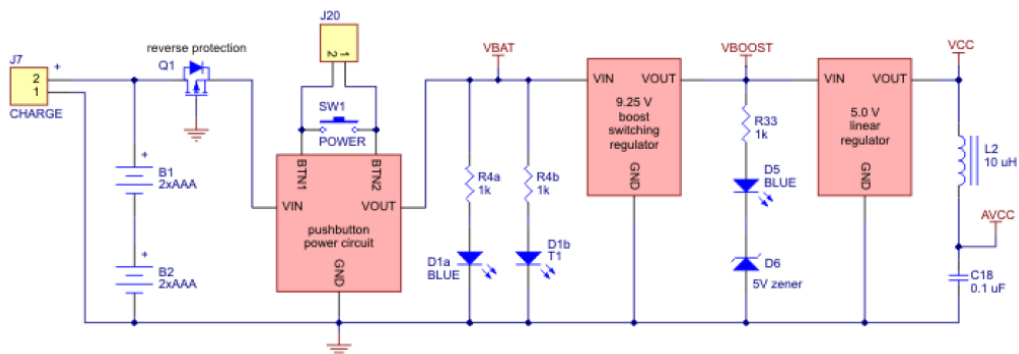 J7
+
2
1
CHARGE
reverse protection
Q1
J20
1
2
SW1
POWER
BTN1
BTN2
VIN
VOUT
pushbutton
power circuit
GND
+
B1
2xAAA
+
B2
2xAAA
VBAT
R4a
1k
R4b
1k
D1a
BLUE
D1b
T1
VIN
VOUT
9.25 V
boost
switching
regulator
GND
VBOOST
R33
1k
D5
BLUE
D6
5V zener
VIN
VOUT
5.0 V
linear
regulator
GND
VCC
L2
10 uH
AVCC
C18
0.1 uF